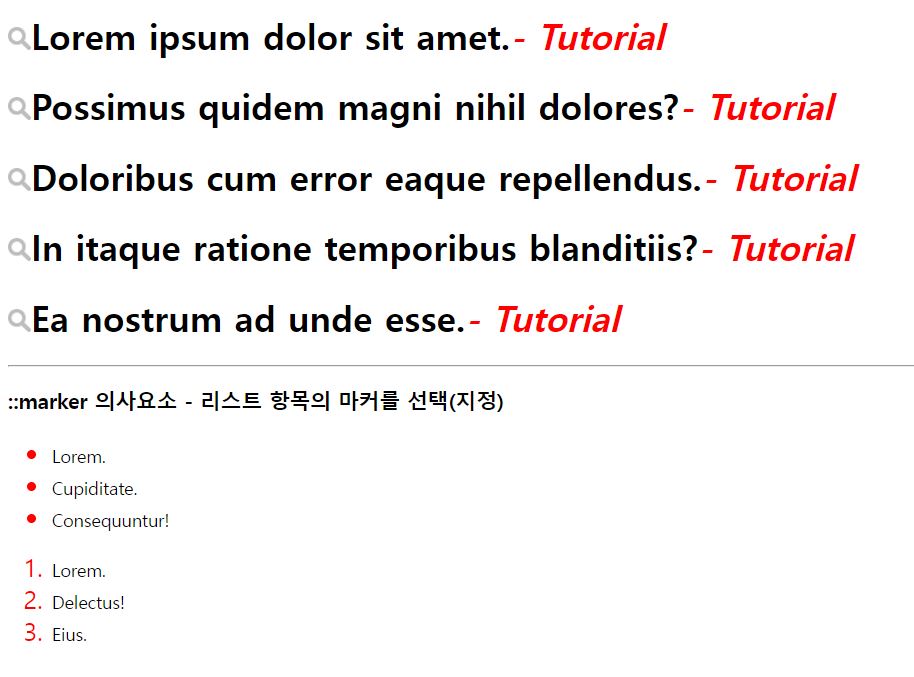 Lorem ipsum dolor sit amet.- Tutorial
Possimus quidem magni nihil dolores?- Tutorial
Doloribus cum error eaque repellendus.- Tutorial
In itaque ratione temporibus blanditiis?- Tutorial
Ea nostrum ad unde esse.- Tutorial
::marker 의사요소 - 리스트 항목의 마커를 선택(지정)
• Lorem.
• Cupiditate.
• Consequuntur!
1. Lorem.
2. Delectus!
3. Eius.